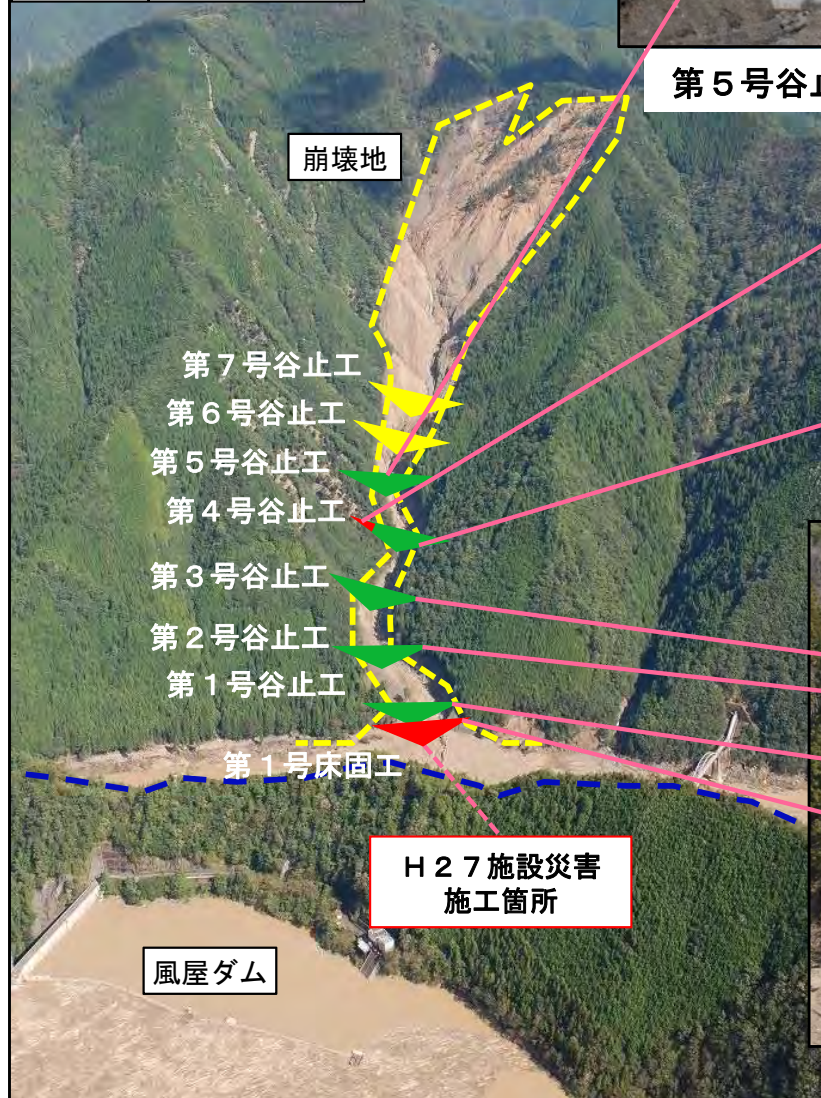 第５号谷止
崩壊地
第７号谷止工
第６号谷止工
第５号谷止工
第４号谷止工
第３号谷止工
第２号谷止工
第１号谷止工
第１号床固工
Ｈ２７施設災害
施工箇所
風屋ダム